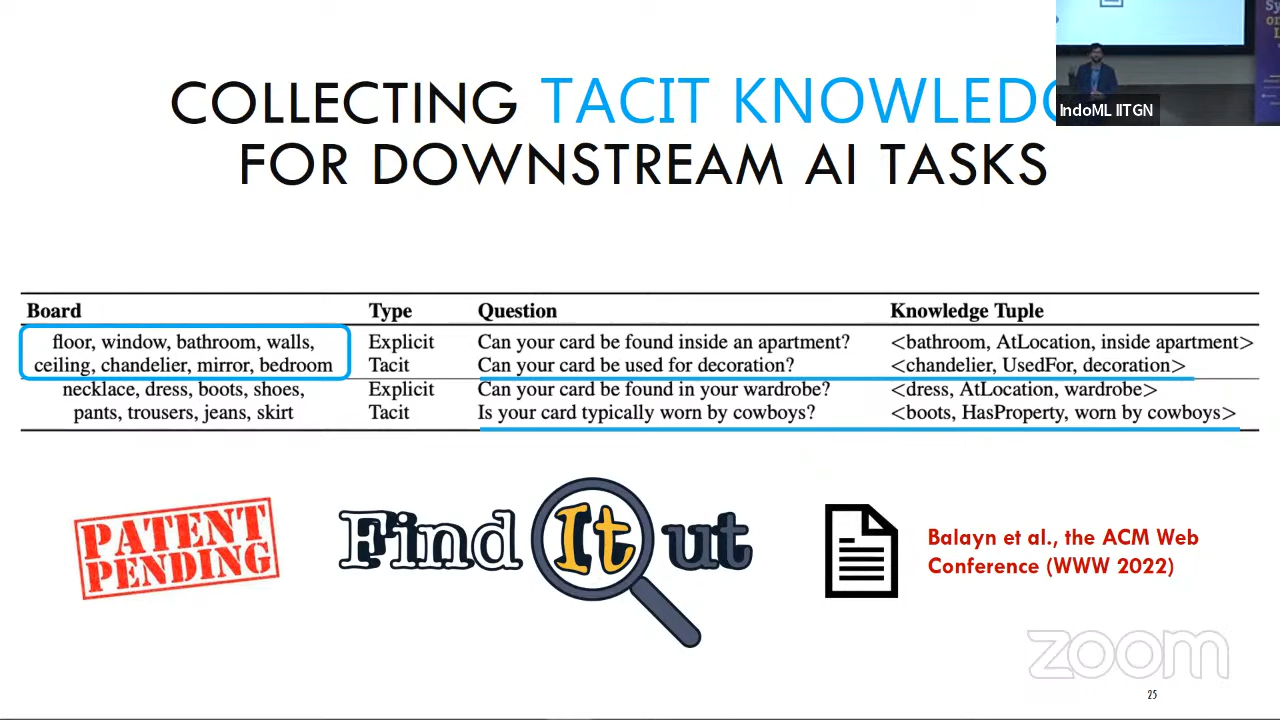 COLLECTING TACIT KNOWLEDG
FOR DOWNSTREAM AI TASKS
IndoML IITGN
Board Type Question Knowledge Tuple
floor, window, bathroom, walls, Explicit Can your card be found inside an apartment? <bathroom, AtLocation, inside apartment>
ceiling, chandelier, mirror, bedroom Tacit Can your card be used for decoration? <chandelier, UsedFor, decoration>
necklace, dress, boots, shoes, Explicit Can your card be found in your wardrobe? <dress, AtLocation, wardrobe>
pants, trousers, jeans, skirt Tacit Is your card typically worn by cowboys? <boots, HasProperty, worn by cowboys>
PATENT
PENDING
Find It ut
Balayn et al., the ACM Web
Conference (WWW 2022)
zoom
25